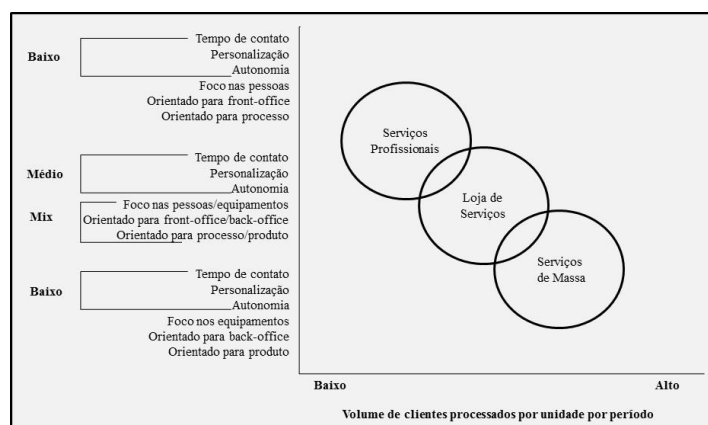 Tempo de contato
Baixo
Personalização
Autonomia
Foco nas pessoas
Orientado para front-office
Orientado para processo
Tempo de contato
Médio
Personalização
Autonomia
Foco nas pessoas/equipamentos
Mix
Orientado para front-office/back-office
Orientado para processo/produto
Tempo de contato
Baixo
Personalização
Autonomia
Foco nos equipamentos
Orientado para back-office
Orientado para produto
Serviços
Profissionais
Loja de
Serviços
Serviços
de Massa
Baixo
Alto
Volume de clientes processados por unidade por período